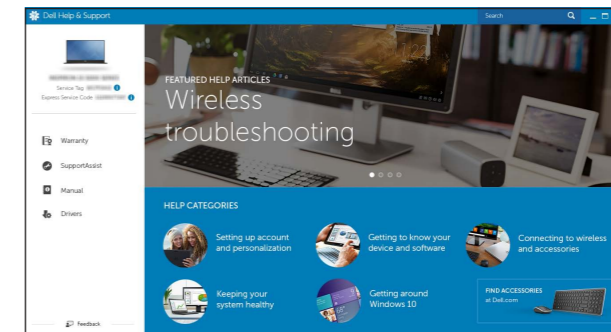 Dell Help & Support
Search
Service Tag:
Express Service Code:
Warranty
SupportAssist
Manual
Drivers
Feedback
FEATURED HELP ARTICLES
Wireless
troubleshooting
HELP CATEGORIES
Setting up account
and personalization
Getting to know your
device and software
Connecting to wireless
and accessories
Keeping your
system healthy
Getting around
Windows 10
FIND ACCESSORIES
at Dell.com